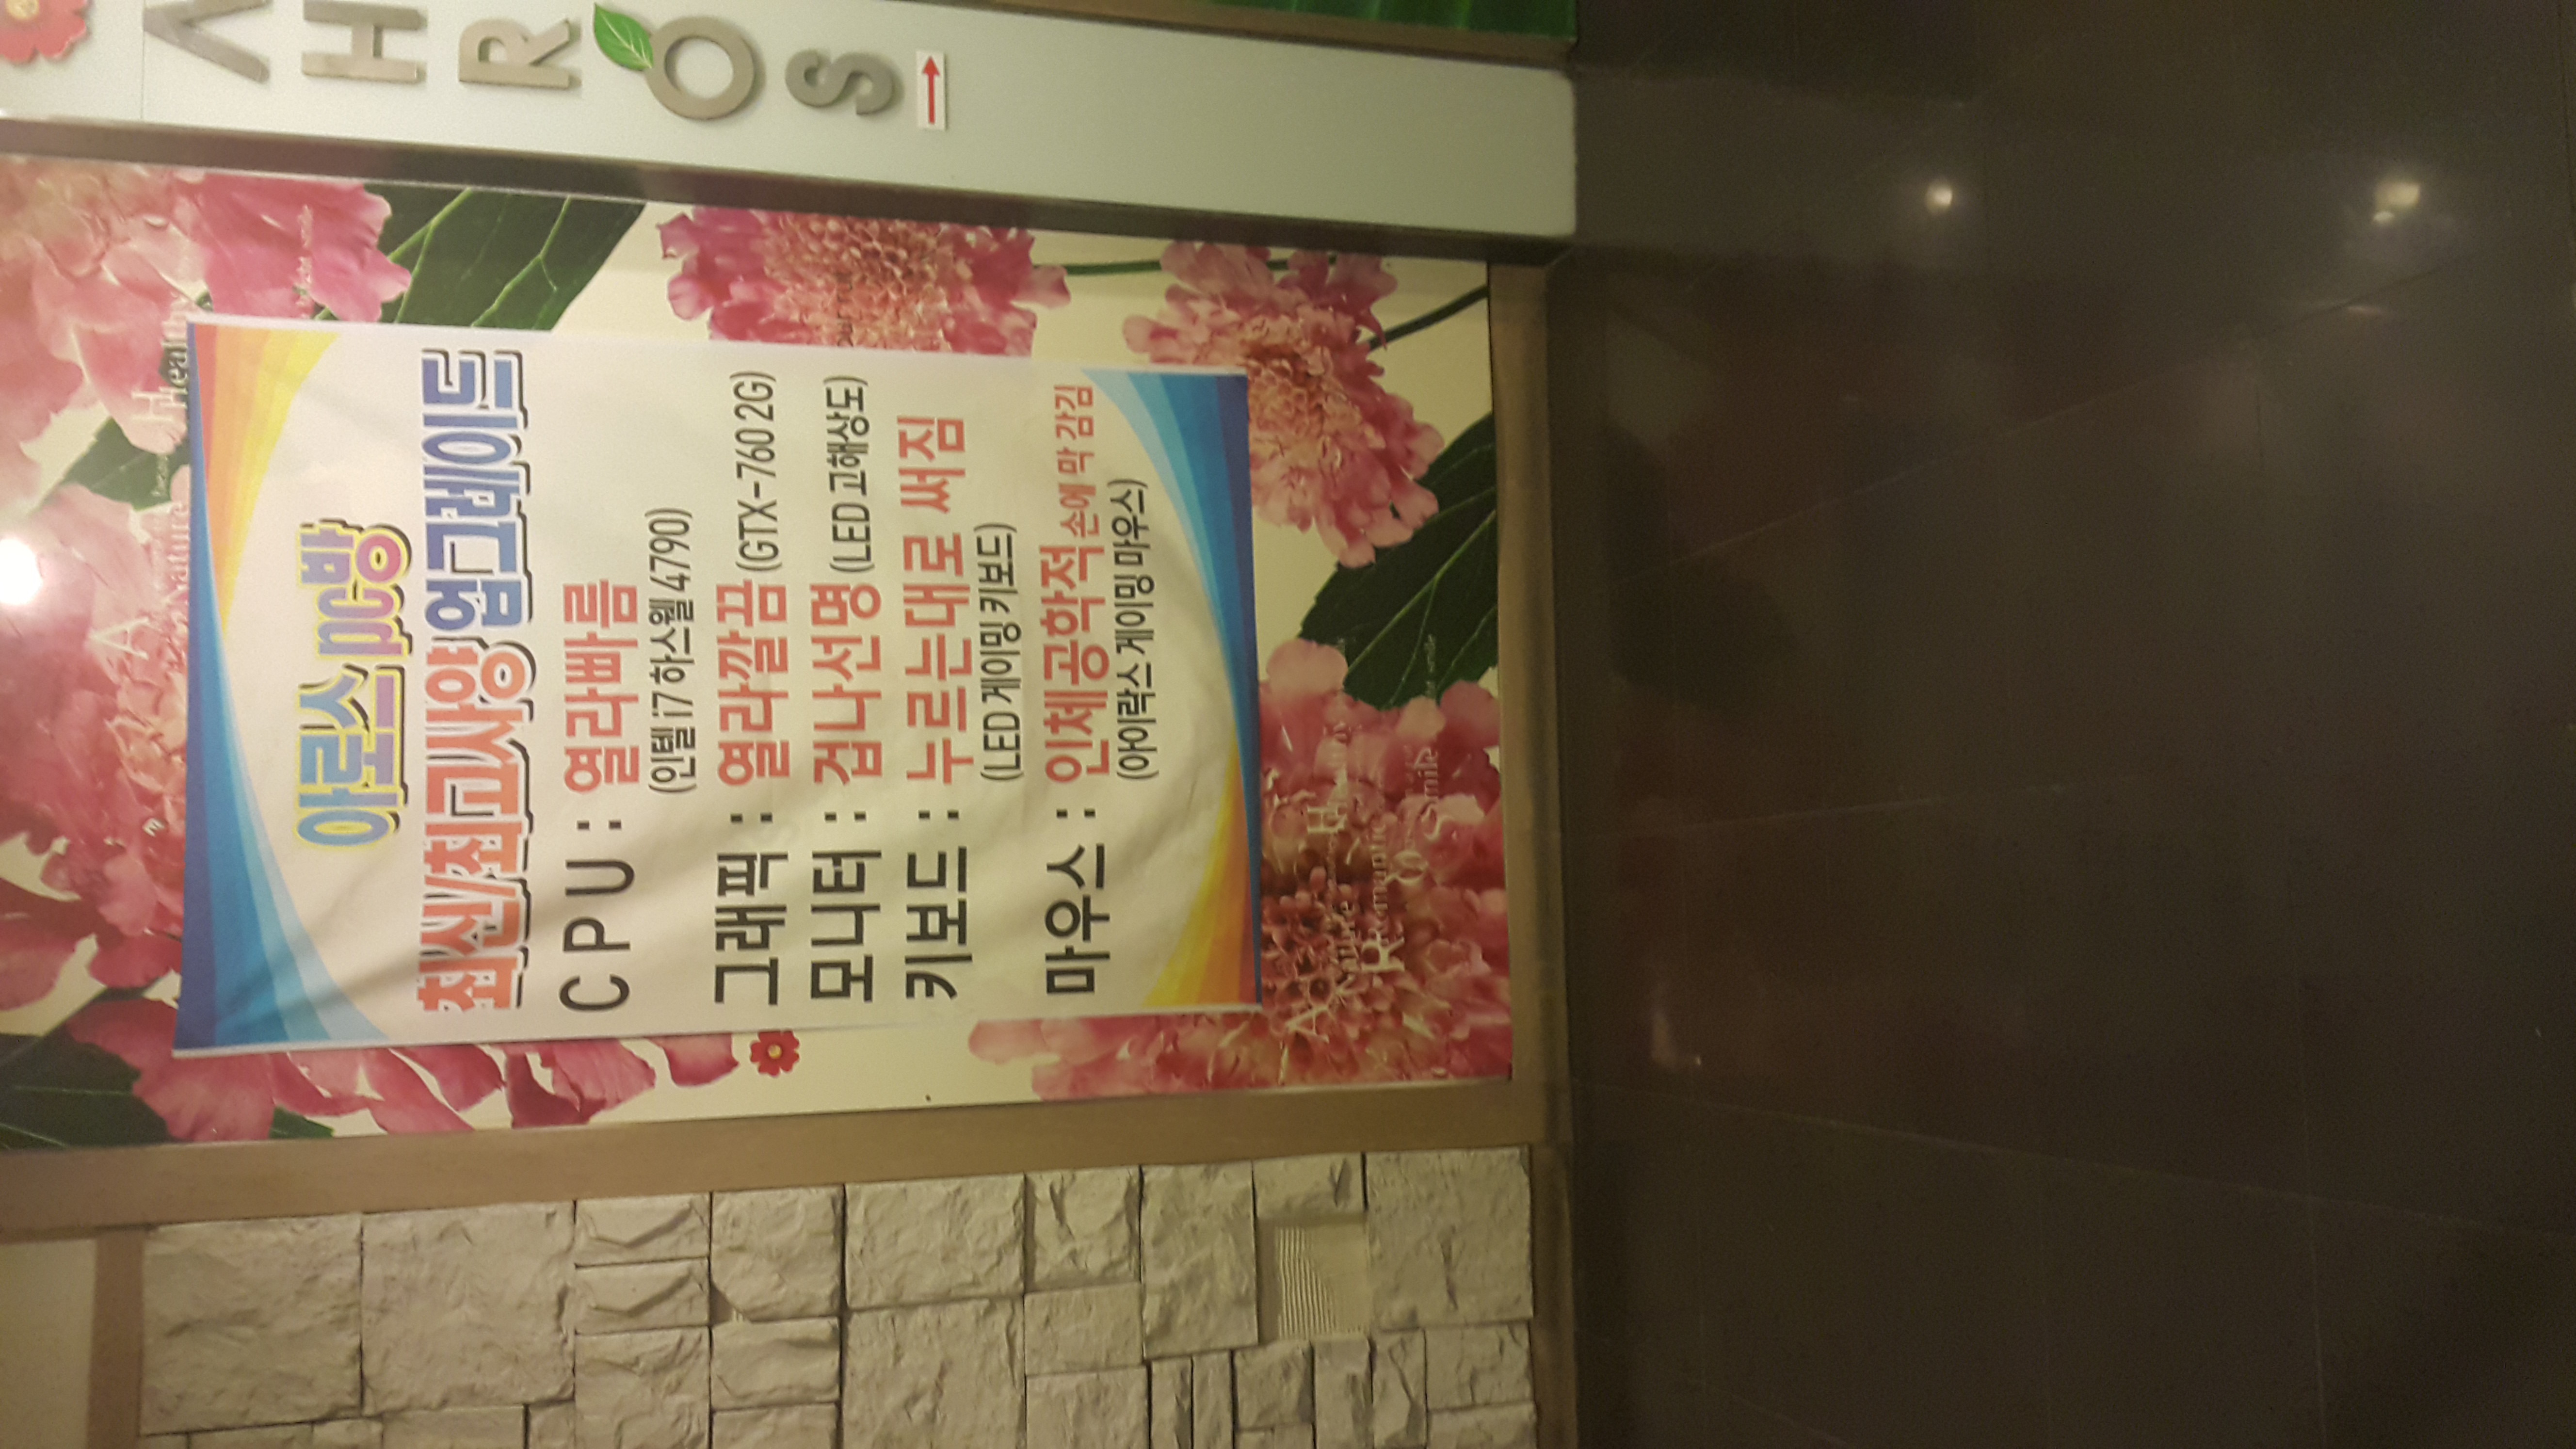 아로스 pc방
최신/최고사양 업그레이드
CPU : 열라빠름
(인텔 i7 하스웰 4790)
그래픽 : 열라깔끔 (GTX-760 2G)
모니터 : 겁나선명 (LED 고해상도)
키보드 : 누르는대로 써짐
(LED 게이밍 키보드)
마우스 : 인체공학적 손에 막 감김
(아이락스 게이밍 마우스)
A
Nature
Healthy
smile
AHROS
A
Nature
Healthy
Romantic
Smile
smile